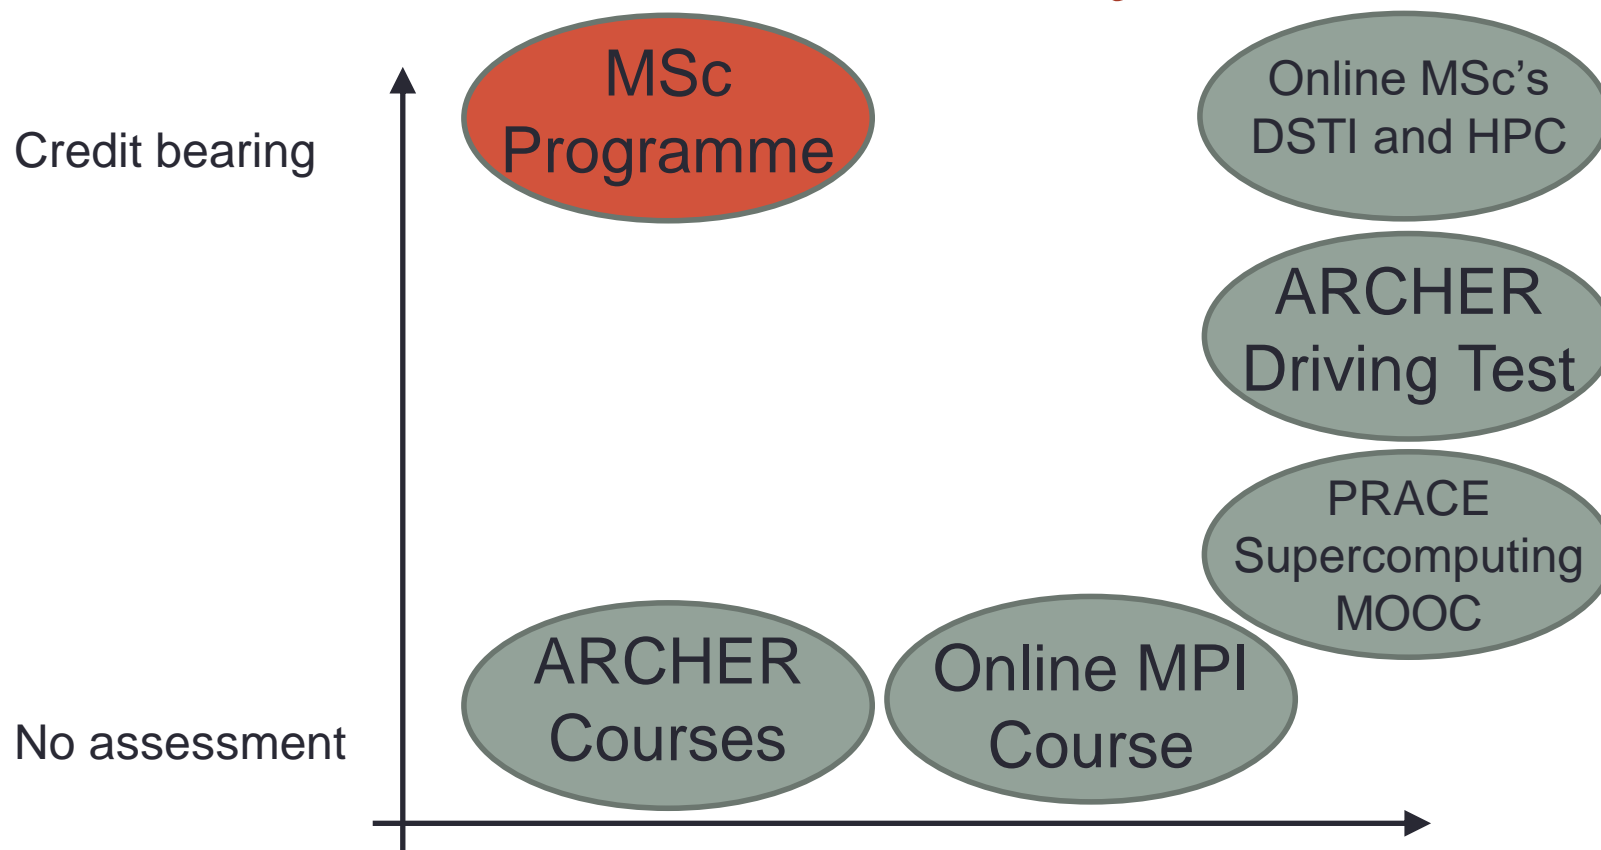 MSc
Programme
Online MSc’s
DSTI and HPC
Credit bearing
ARCHER
Driving Test
PRACE
Supercomputing
MOOC
ARCHER
Courses
Online MPI
Course
No assessment